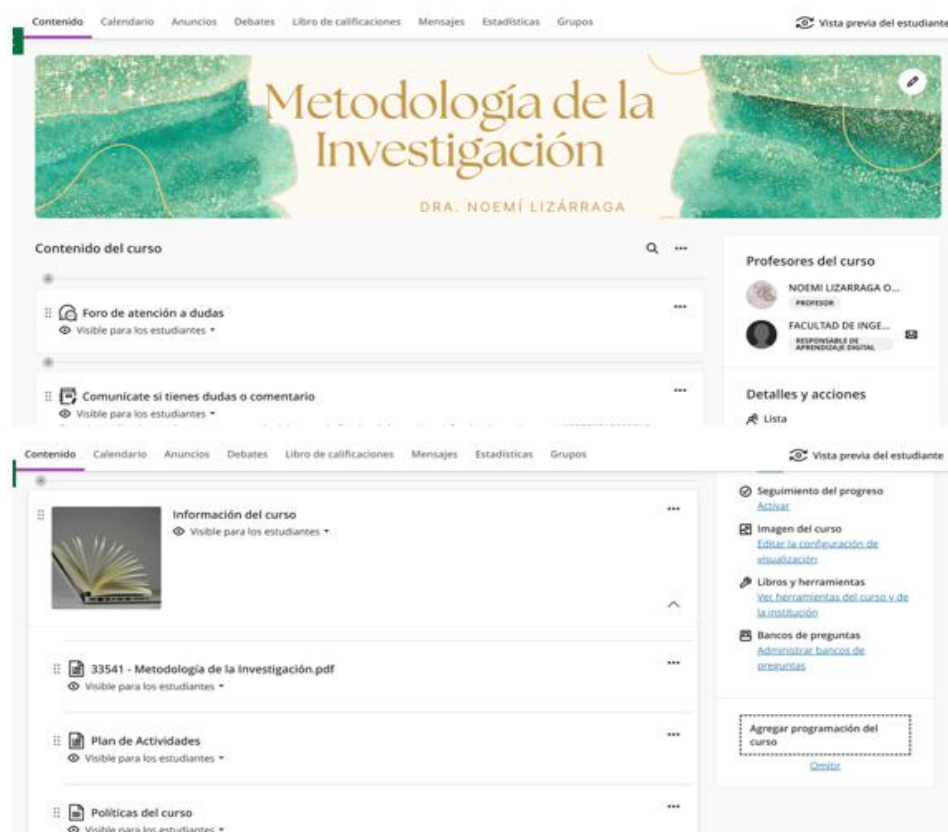 Contenido Calendario Anuncios Debates Libro de calificaciones Mensajes Estadísticas Grupos Vista previa del estudiante
Metodología de la
Investigación
DRA. NOEMÍ LIZÁRRAGA
Contenido del curso
Foro de atención a dudas
Visible para los estudiantes
Comunícate si tienes dudas o comentario
Visible para los estudiantes
Profesores del curso
NOEMI LIZARRAGA O...
PROFESOR
FACULTAD DE INGE...
RESPONSABLE DE
APRENDIZAJE DIGITAL
Detalles y acciones
Lista
Contenido Calendario Anuncios Debates Libro de calificaciones Mensajes Estadísticas Grupos Vista previa del estudiante
Información del curso
Visible para los estudiantes
33541 - Metodología de la Investigación.pdf
Visible para los estudiantes
Plan de Actividades
Visible para los estudiantes
Políticas del curso
Visible para los estudiantes
Seguimiento del progreso
Activar
Imagen del curso
Editar la configuración de
visualización
Libros y herramientas
Ver herramientas del curso y de
la institución
Bancos de preguntas
Administrar bancos de
preguntas
Agregar programación del
curso
Omitir